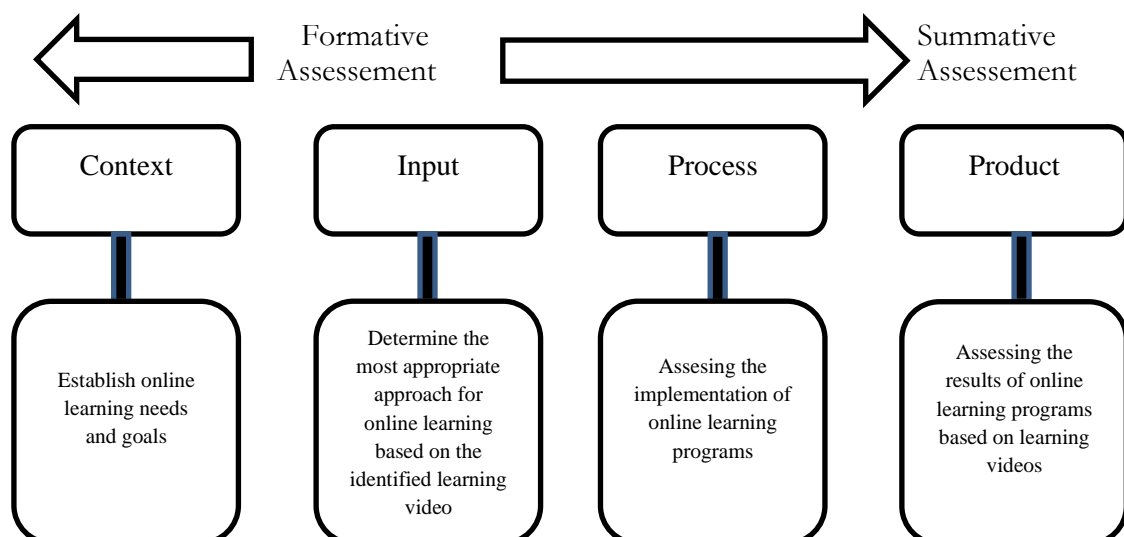 Formative
Assessement
Summative
Assessement
Context
Input
Process
Product
Establish online
learning needs
and goals
Determine the
most appropriate
approach for
online learning
based on the
identified learning
video
Assesing the
implementation of
online learning
programs
Assessing the
results of online
learning programs
based on learning
videos